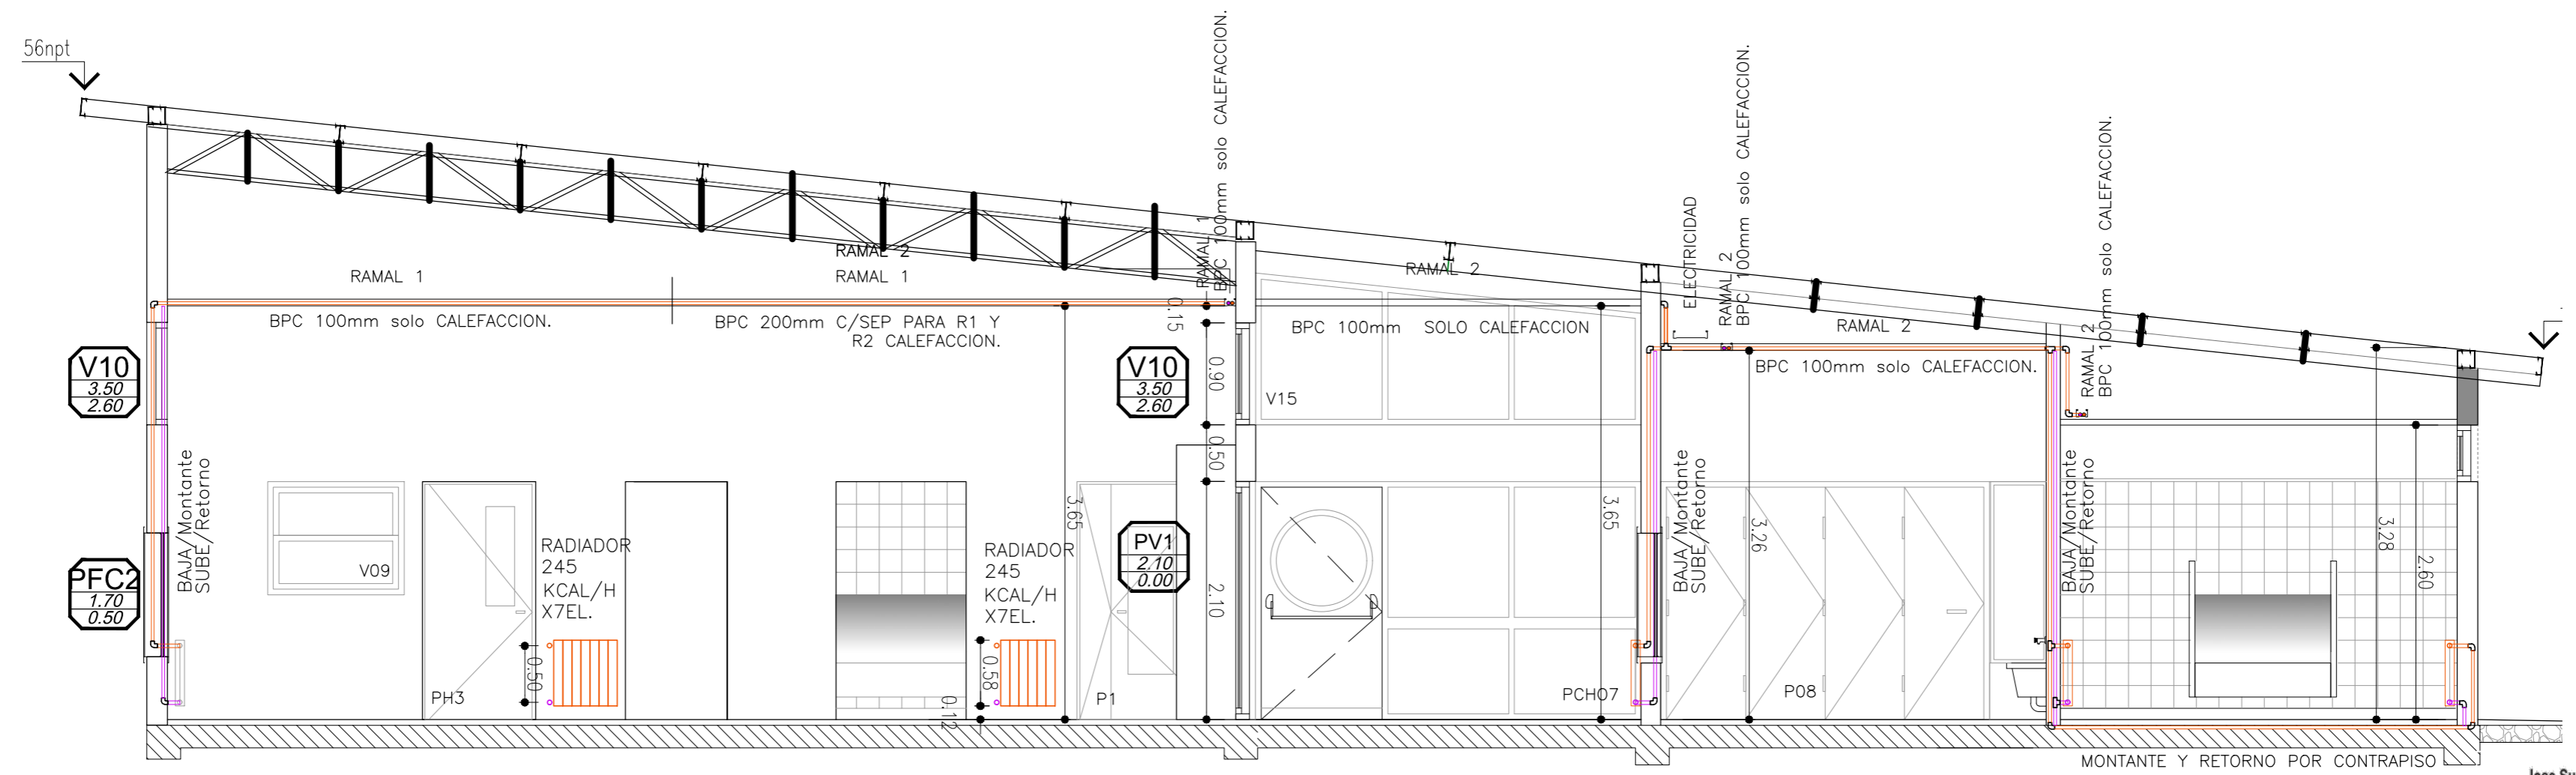 56npt
RAMAL 1
BPC 100mm solo CALEFACCION.
ELECTRICIDAD
RAMAL 2
BPC 100mm solo CALEFACCION.
RAMAL 2
BPC 100mm solo CALEFACCION.
RAMAL 1
RAMAL 2
RAMAL 1
RAMAL 2
RAMAL 2
BPC 100mm solo CALEFACCION.
BPC 200mm C/SEP PARA R1 Y
R2 CALEFACCION.
BPC 100mm SOLO CALEFACCION
BPC 100mm solo CALEFACCION.
V10
3.50
2.60
V10
3.50
2.60
0.15
0.90
0.50
2.10
V15
BAJA/Montante
SUBE/Retorno
BAJA/Montante
SUBE/Retorno
BAJA/Montante
SUBE/Retorno
3.65
3.65
3.26
3.28
2.60
PFC2
1.70
0.50
V09
RADIADOR
245
KCAL/H
X7EL.
RADIADOR
245
KCAL/H
X7EL.
PV1
2.10
0.00
0.50
0.58
0.12
PH3
P1
PCH07
P08
MONTANTE Y RETORNO POR CONTRAPISO